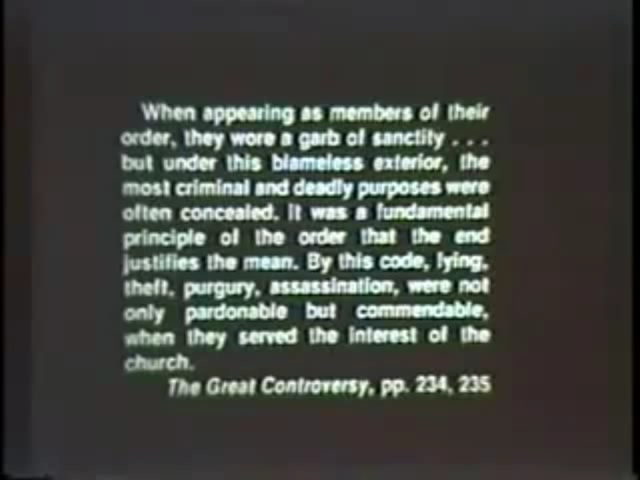 When appearing as members of their
order, they wore a garb of sanctity . . .
but under this blameless exterior, the
most criminal and deadly purposes were
often concealed. It was a fundamental
principle of the order that the end
justifies the mean. By this code, lying,
theft, purgury, assassination, were not
only pardonable but commendable,
when they served the interest of the
church.
The Great Controversy, pp. 234, 235